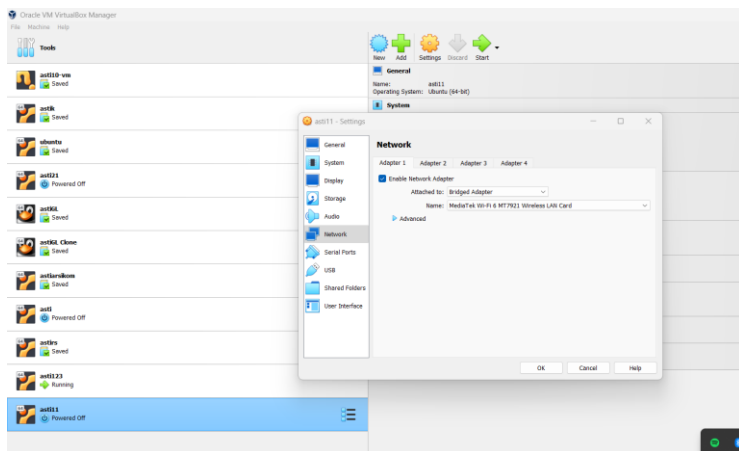 Oracle VM VirtualBox Manager
File Machine Help
Tools
New Add Settings Discard Start
asti10-vm
Saved
astik
Saved
ubuntu
Saved
asti21
Powered Off
astiGL
Saved
astiGL Clone
Saved
astiarsikom
Saved
asti
Powered Off
astirs
Saved
asti123
Running
asti11
Powered Off
General
Name: asti11
Operating System: Ubuntu (64-bit)
System
asti11 - Settings
General
System
Display
Storage
Audio
Network
Serial Ports
USB
Shared Folders
User Interface
Network
Adapter 1 Adapter 2 Adapter 3 Adapter 4
Enable Network Adapter
Attached to: Bridged Adapter
Name: MediaTek Wi-Fi 6 MT7921 Wireless LAN Card
Advanced
OK Cancel Help